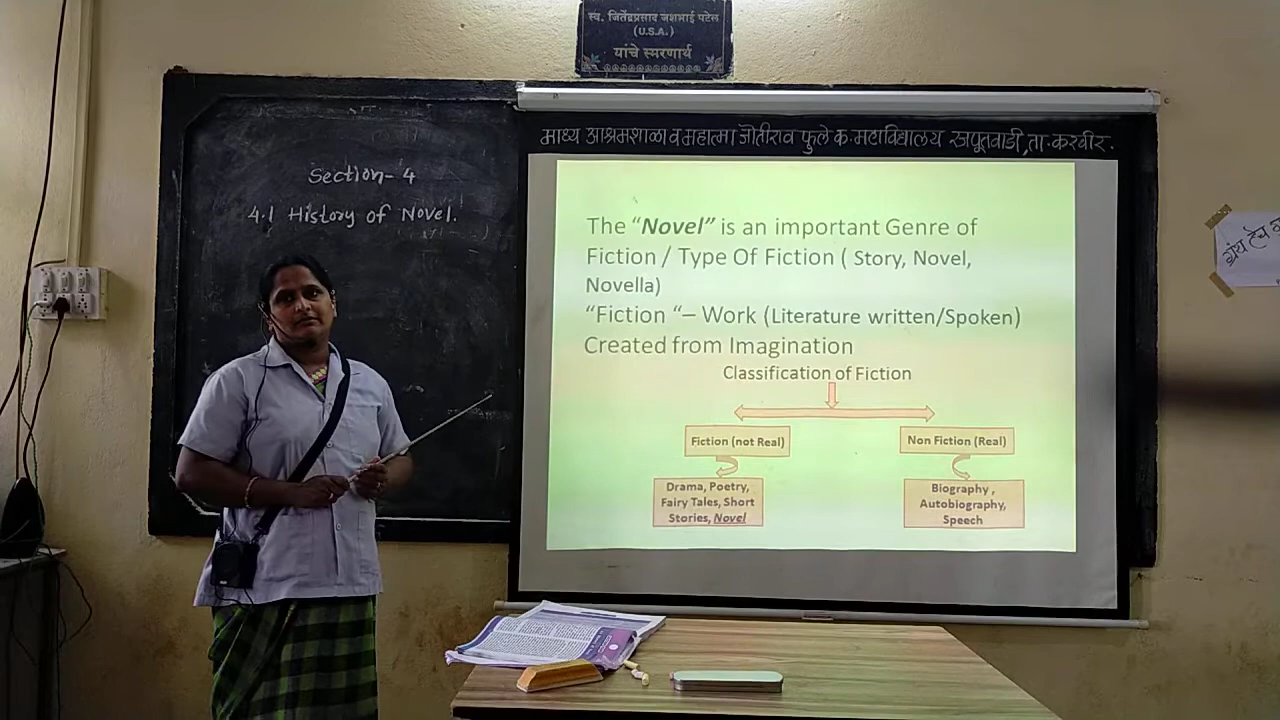 स्व. जितेंद्रप्रसाद जशभाई पटेल
(U.S.A.)
यांचे स्मरणार्थ
माध्य आश्रमशाळा व महात्मा जोतीराव फुले क. महाविद्यालय रजपूतवाडी, ता. करवीर.
Section- 4
4.1 History of Novel.
The “Novel” is an important Genre of
Fiction / Type Of Fiction ( Story, Novel,
Novella)
“Fiction “– Work (Literature written/Spoken)
Created from Imagination
Classification of Fiction
Fiction (not Real)
Non Fiction (Real)
Drama, Poetry,
Fairy Tales, Short
Stories, Novel
Biography ,
Autobiography,
Speech